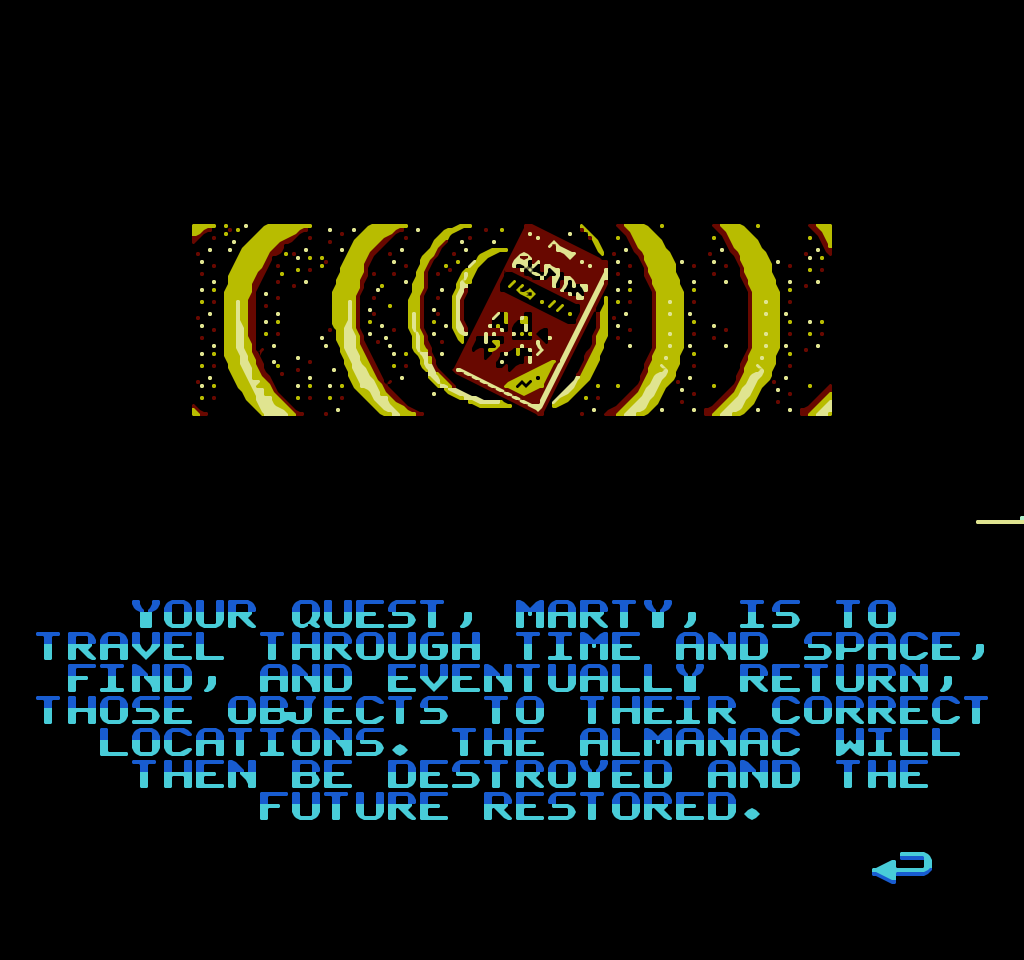 YOUR QUEST, MARTY, IS TO
TRAVEL THROUGH TIME AND SPACE,
FIND, AND EVENTUALLY RETURN,
THOSE OBJECTS TO THEIR CORRECT
LOCATIONS. THE ALMANAC WILL
THEN BE DESTROYED AND THE
FUTURE RESTORED.